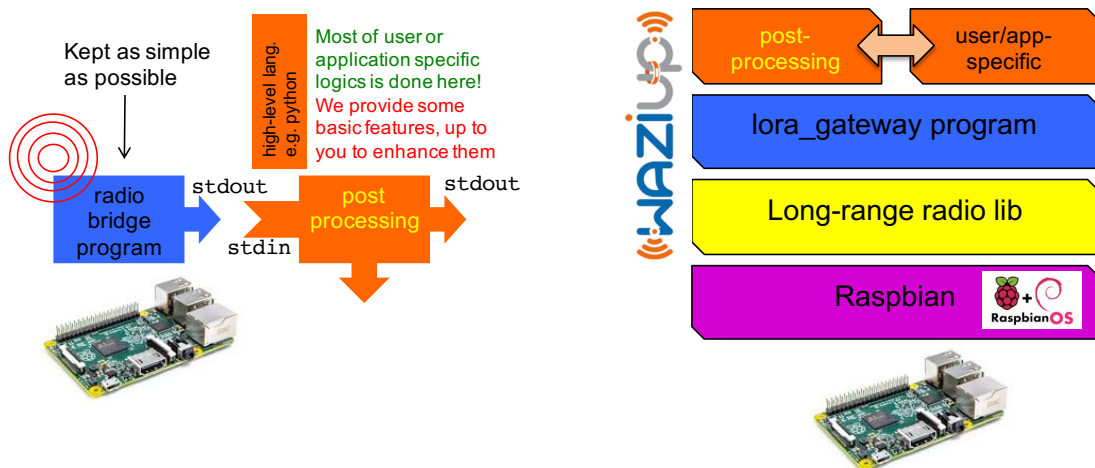 Kept as simple
as possible
high-level lang.
e.g. python
Most of user or
application specific
logics is done here!
We provide some
basic features, up to
you to enhance them
radio
bridge
program
stdout
stdin
post
processing
stdout
WAZIup
post-
processing
user/app-
specific
lora_gateway program
Long-range radio lib
Raspbian
+
RaspbianOS